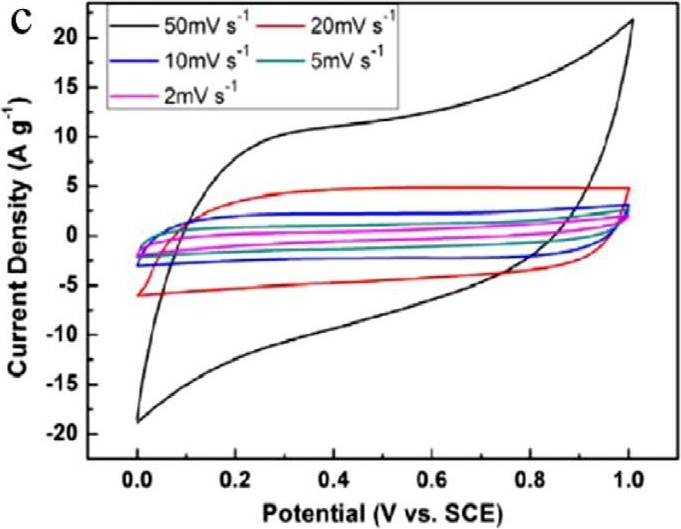 c
50mV s⁻¹ 20mV s⁻¹
10mV s⁻¹ 5mV s⁻¹
2mV s⁻¹
20
15
10
5
0
-5
-10
-15
-20
Current Density (A g⁻¹)
0.0 0.2 0.4 0.6 0.8 1.0
Potential (V vs. SCE)